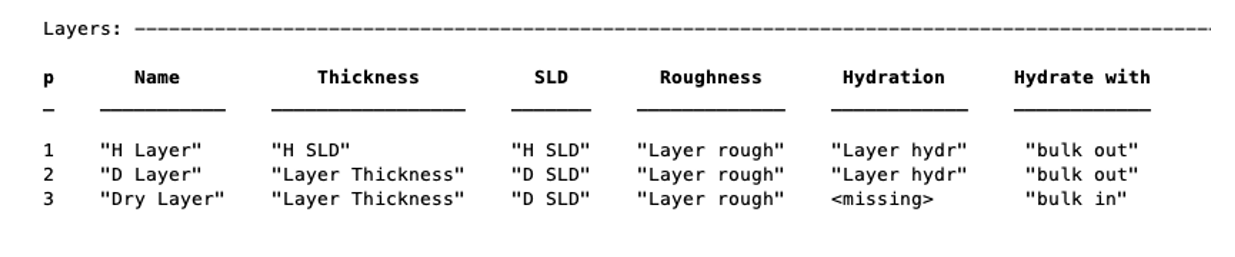 Layers: ----------------------------------------------------------------------------------------------
p Name Thickness SLD Roughness Hydration Hydrate with
1 "H Layer" "H SLD" "H SLD" "Layer rough" "Layer hydr" "bulk out"
2 "D Layer" "Layer Thickness" "D SLD" "Layer rough" "Layer hydr" "bulk out"
3 "Dry Layer" "Layer Thickness" "D SLD" "Layer rough" <missing> "bulk in"